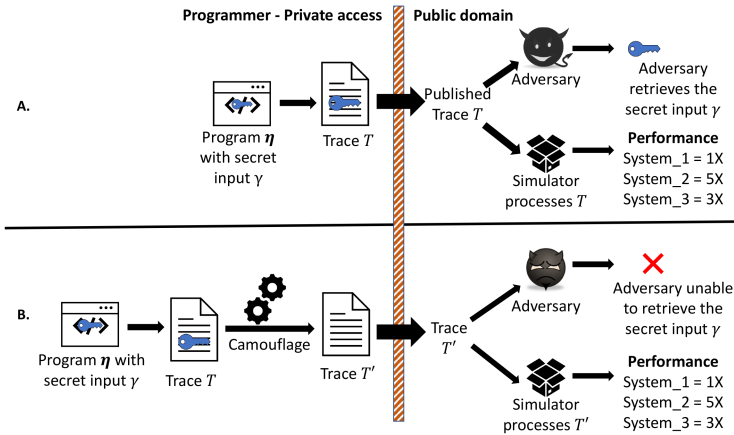 Programmer - Private access
Public domain
A.
</>
Program η
with secret
input γ
Trace T
Published
Trace T
Adversary
Adversary
retrieves the
secret input γ
Simulator
processes T
Performance
System_1 = 1X
System_2 = 5X
System_3 = 3X
B.
</>
Program η with
secret input γ
Trace T
Camouflage
Trace T′
Trace
T′
Adversary
Adversary unable
to retrieve the
secret input γ
Simulator
processes T′
Performance
System_1 = 1X
System_2 = 5X
System_3 = 3X